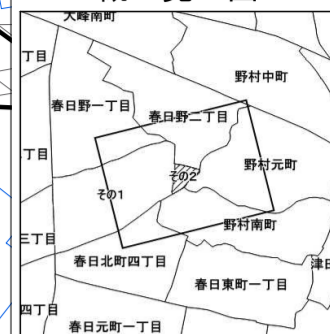 大峰南町
丁目
野村中町
春日野一丁目
春日野二丁目
丁目
野村元町
その2
その1
野村南町
三丁目
春日北町四丁目
津日
春日東町一丁目
四丁目
春日元町一丁目